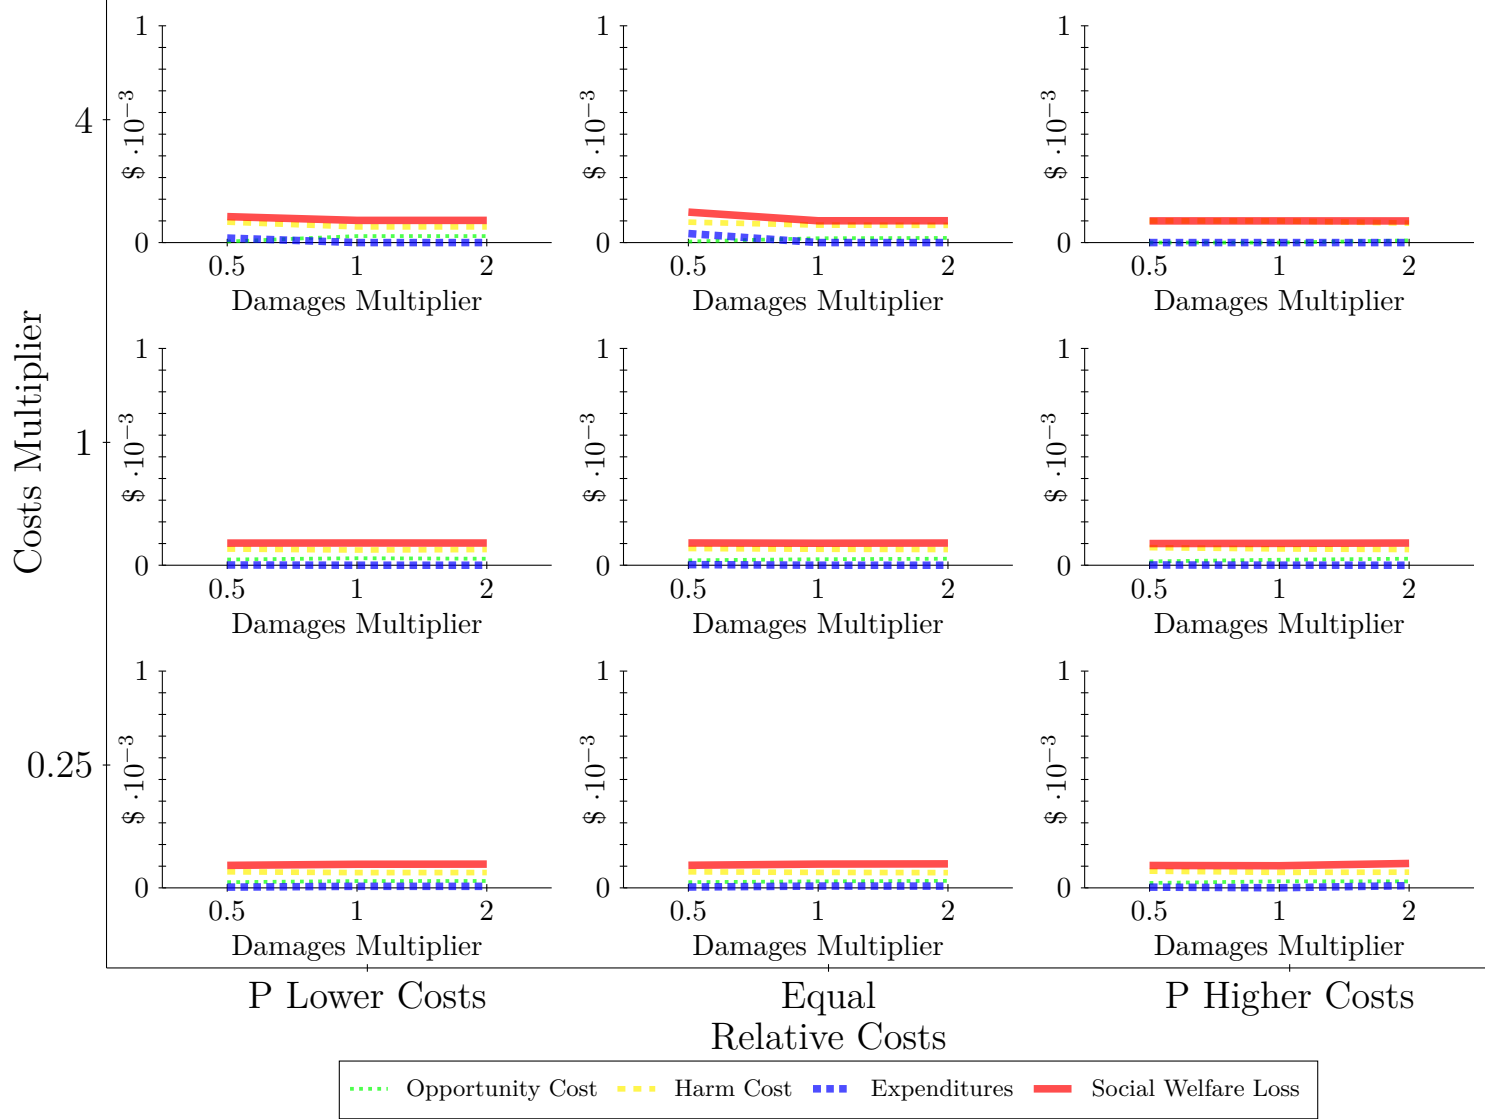 Costs Multiplier
4
1
0.25
1
0
$ ·10−3
0.5 1 2
Damages Multiplier
1
0
$ ·10−3
0.5 1 2
Damages Multiplier
1
0
$ ·10−3
0.5 1 2
Damages Multiplier
1
0
$ ·10−3
0.5 1 2
Damages Multiplier
1
0
$ ·10−3
0.5 1 2
Damages Multiplier
1
0
$ ·10−3
0.5 1 2
Damages Multiplier
1
0
$ ·10−3
0.5 1 2
Damages Multiplier
1
0
$ ·10−3
0.5 1 2
Damages Multiplier
1
0
$ ·10−3
0.5 1 2
Damages Multiplier
P Lower Costs Equal P Higher Costs
Relative Costs
Opportunity Cost Harm Cost Expenditures Social Welfare Loss